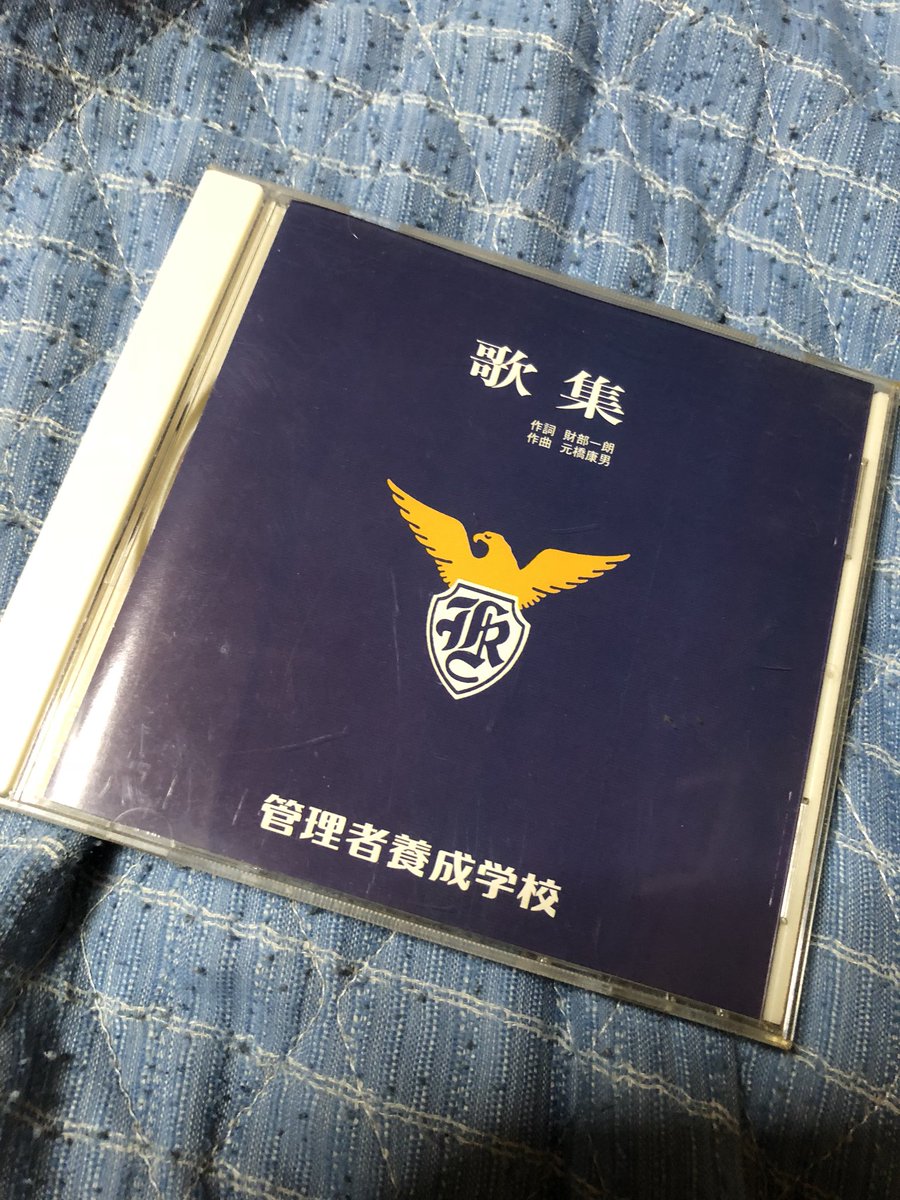 歌集
作詞 財部一朗
作曲 元橋康男
管理者養成学校